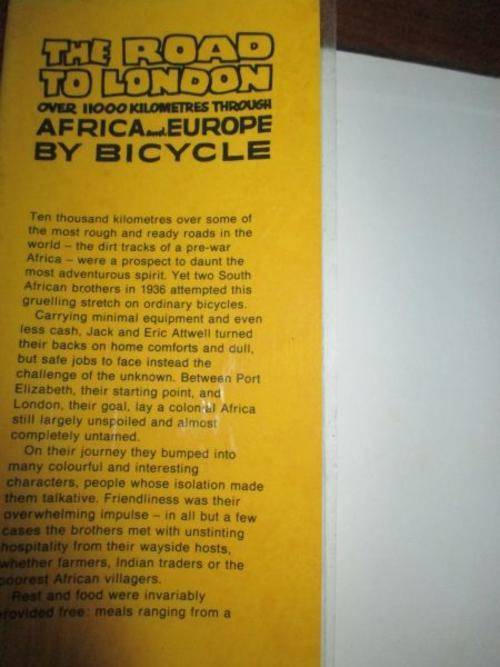 THE ROAD
TO LONDON
OVER 11000 KILOMETRES THROUGH
AFRICA and EUROPE
BY BICYCLE
Ten thousand kilometres over some of
the most rough and ready roads in the
world – the dirt tracks of a pre-war
Africa – were a prospect to daunt the
most adventurous spirit. Yet two South
African brothers in 1936 attempted this
gruelling stretch on ordinary bicycles.
Carrying minimal equipment and even
less cash, Jack and Eric Attwell turned
their backs on home comforts and dull,
but safe jobs to face instead the
challenge of the unknown. Between Port
Elizabeth, their starting point, and
London, their goal, lay a colonial Africa
still largely unspoiled and almost
completely untamed.
On their journey they bumped into
many colourful and interesting
characters, people whose isolation made
them talkative. Friendliness was their
overwhelming impulse – in all but a few
cases the brothers met with unstinting
hospitality from their wayside hosts,
whether farmers, Indian traders or the
poorest African villagers.
Rest and food were invariably
provided free: meals ranging from a